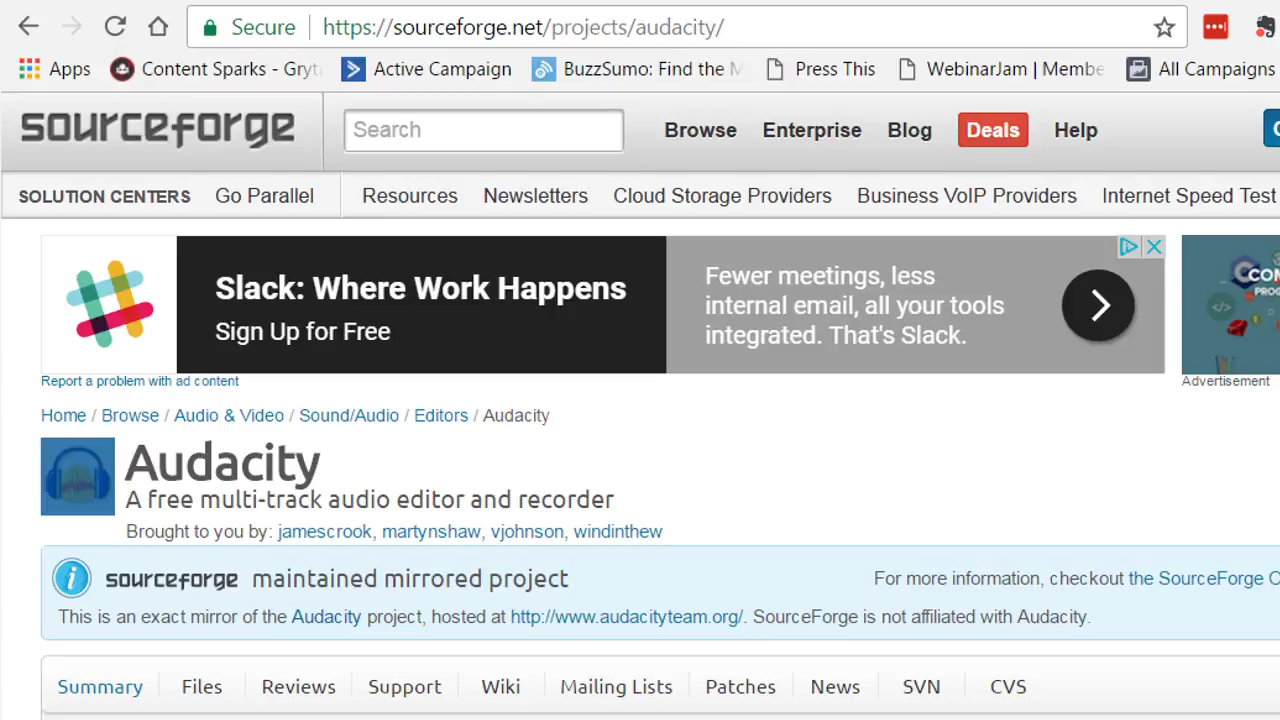 Secure https://sourceforge.net/projects/audacity/
Apps Content Sparks - Gryt Active Campaign BuzzSumo: Find the M Press This WebinarJam | Membe All Campaigns
sourceforge Search Browse Enterprise Blog Deals Help
SOLUTION CENTERS Go Parallel Resources Newsletters Cloud Storage Providers Business VoIP Providers Internet Speed Test
Slack: Where Work Happens
Sign Up for Free
Fewer meetings, less
internal email, all your tools
integrated. That's Slack.
Report a problem with ad content
Advertisement
Home / Browse / Audio & Video / Sound/Audio / Editors / Audacity
Audacity
A free multi-track audio editor and recorder
Brought to you by: jamescrook, martynshaw, vjohnson, windinthew
sourceforge maintained mirrored project
For more information, checkout the SourceForge
This is an exact mirror of the Audacity project, hosted at http://www.audacityteam.org/. SourceForge is not affiliated with Audacity.
Summary Files Reviews Support Wiki Mailing Lists Patches News SVN CVS